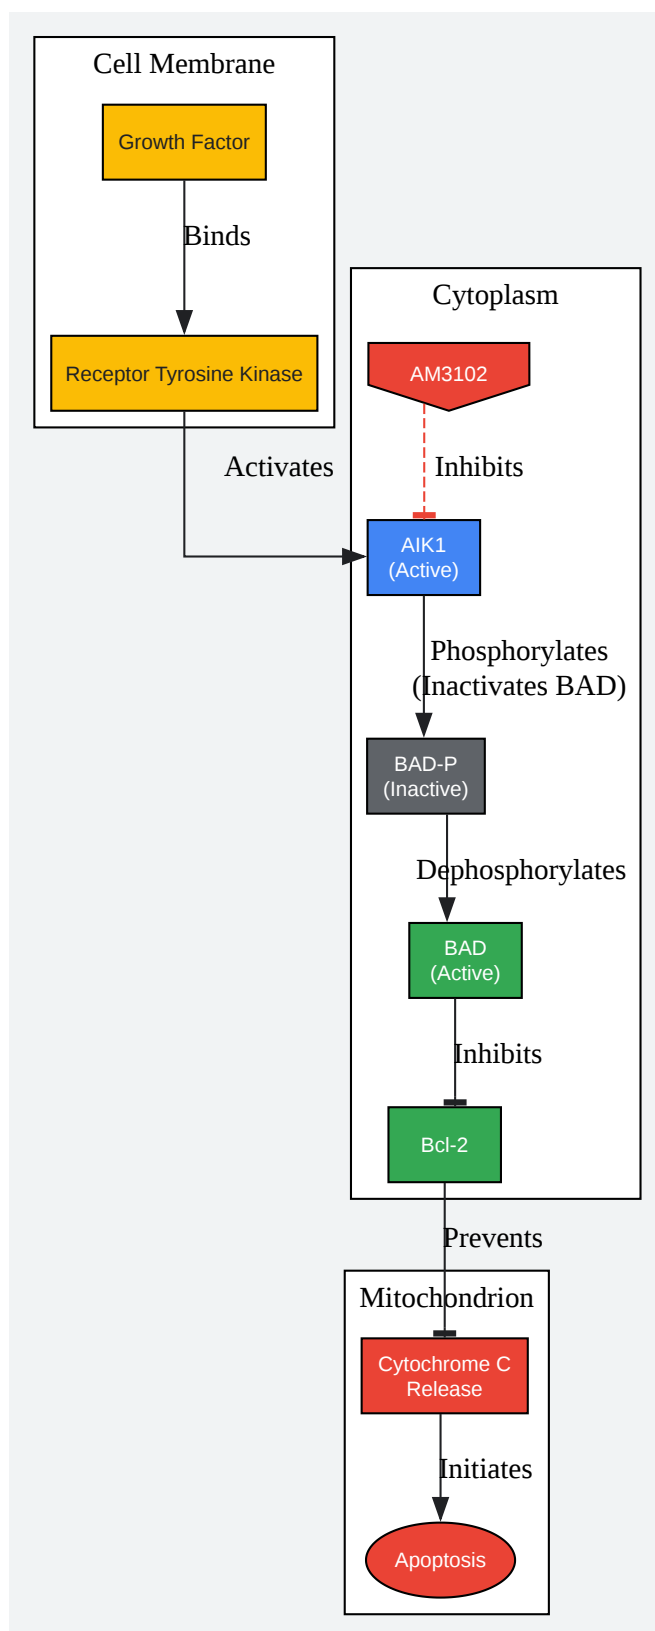 Cell Membrane
Growth Factor
Binds
Receptor Tyrosine Kinase
Activates
Cytoplasm
AM3102
Inhibits
AIK1
(Active)
Phosphorylates
(Inactivates BAD)
BAD-P
(Inactive)
Dephosphorylates
BAD
(Active)
Inhibits
Bcl-2
Prevents
Mitochondrion
Cytochrome C
Release
Initiates
Apoptosis